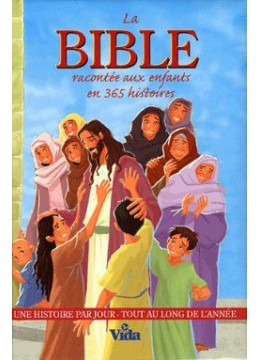 La
BIBLE
racontée aux enfants
en 365 histoires
UNE HISTOIRE PAR JOUR - TOUT AU LONG DE L'ANNÉE
Vida